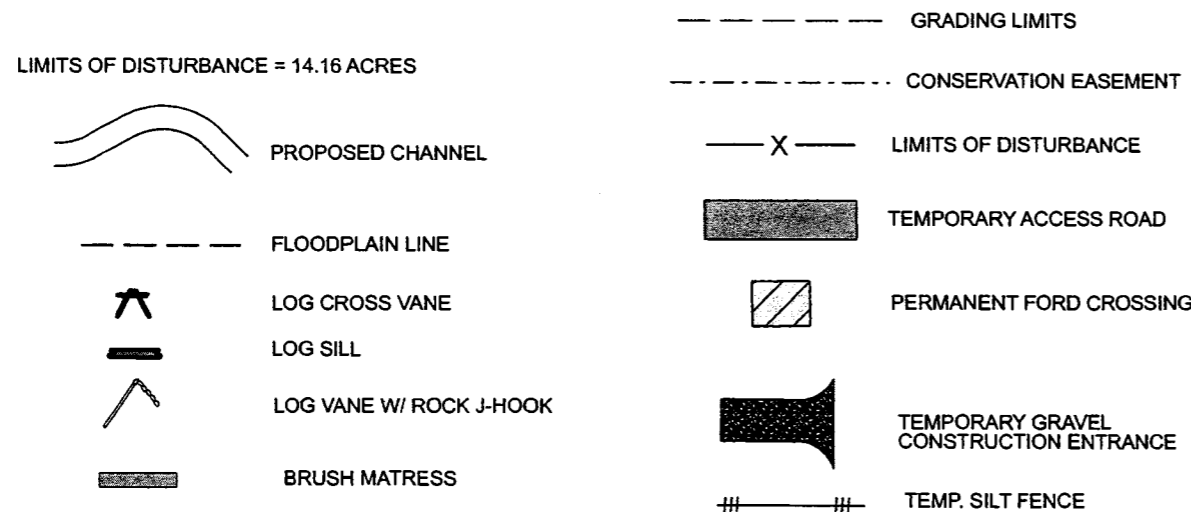 LIMITS OF DISTURBANCE = 14.16 ACRES
PROPOSED CHANNEL
FLOODPLAIN LINE
LOG CROSS VANE
LOG SILL
LOG VANE W/ ROCK J-HOOK
BRUSH MATRESS
GRADING LIMITS
CONSERVATION EASEMENT
X
LIMITS OF DISTURBANCE
TEMPORARY ACCESS ROAD
PERMANENT FORD CROSSING
TEMPORARY GRAVEL
CONSTRUCTION ENTRANCE
TEMP. SILT FENCE